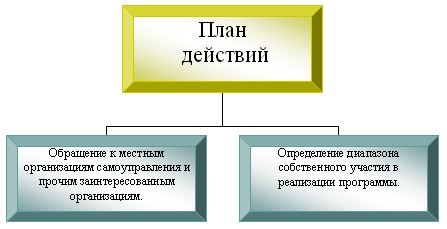 План
действий
Обращение к местным
организациям самоуправления и
прочим заинтересованным
организациям.
Определение диапазона
собственного участия в
реализации программы.